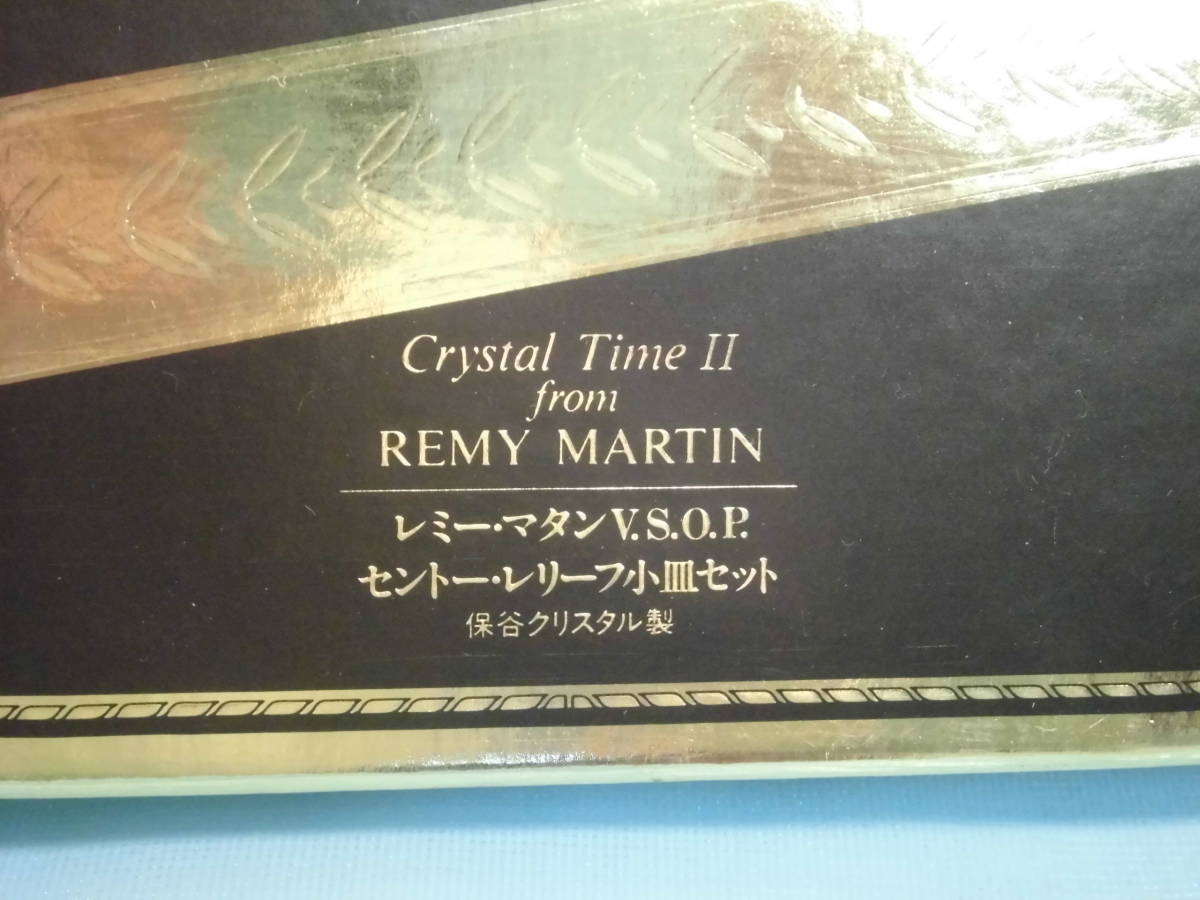 Crystal Time II
from
REMY MARTIN
レミー・マタンV.S.O.P.
セントー・レリーフ小皿セット
保谷クリスタル製